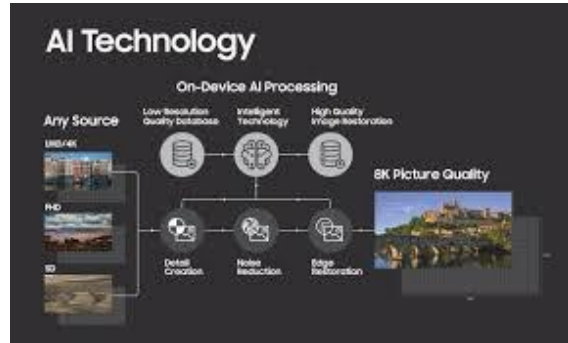 AI Technology
On-Device AI Processing
Any Source
Low Resolution
Quality Database
Intelligent
Technology
High Quality
Image Restoration
UHD/4K
FHD
SD
Detail
Creation
Noise
Reduction
Edge
Restoration
8K Picture Quality